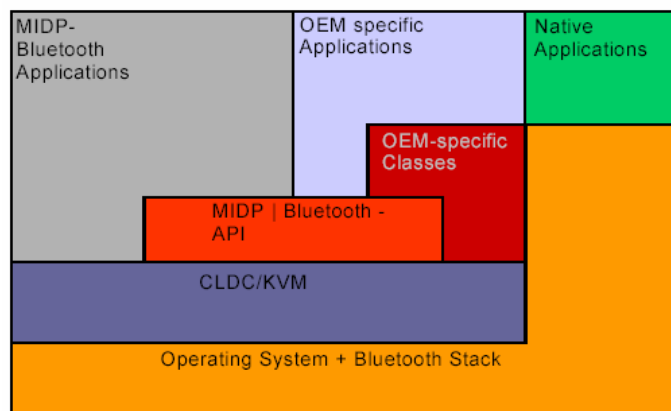 MIDP-
Bluetooth
Applications
OEM specific
Applications
Native
Applications
OEM-specific
Classes
MIDP | Bluetooth -
API
CLDC/KVM
Operating System + Bluetooth Stack